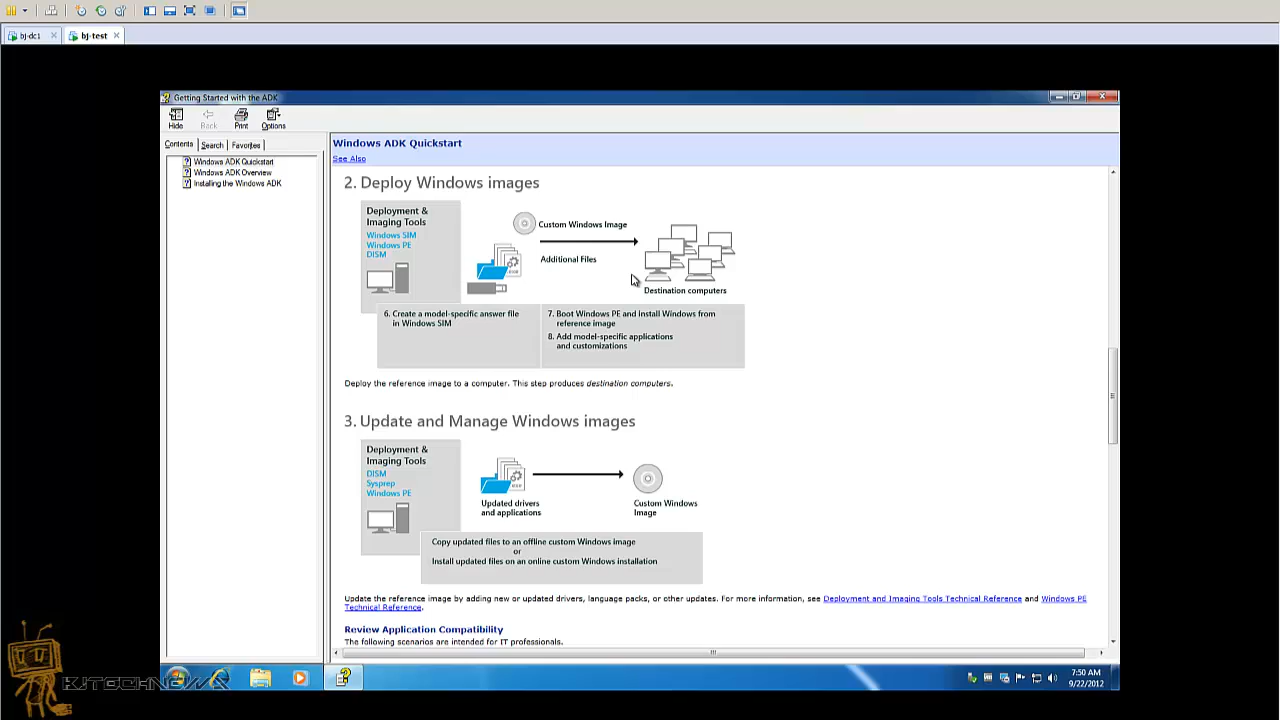 bj-dc1
bj-test
Getting Started with the ADK
Hide
Back
Print
Options
Contents
Search
Favorites
Windows ADK Quickstart
Windows ADK Overview
Installing the Windows ADK
Windows ADK Quickstart
See Also
2. Deploy Windows images
Deployment &
Imaging Tools
Windows SIM
Windows PE
DISM
Custom Windows Image
Additional Files
Destination computers
6. Create a model-specific answer file
in Windows SIM
7. Boot Windows PE and install Windows from
reference image
8. Add model-specific applications
and customizations
Deploy the reference image to a computer. This step produces destination computers.
3. Update and Manage Windows images
Deployment &
Imaging Tools
DISM
Sysprep
Windows PE
Updated drivers
and applications
Custom Windows
Image
Copy updated files to an offline custom Windows image
or
Install updated files on an online custom Windows installation
Update the reference image by adding new or updated drivers, language packs, or other updates. For more information, see Deployment and Imaging Tools Technical Reference and Windows PE
Technical Reference.
Review Application Compatibility
The following scenarios are intended for IT professionals.
7:50 AM
9/22/2012